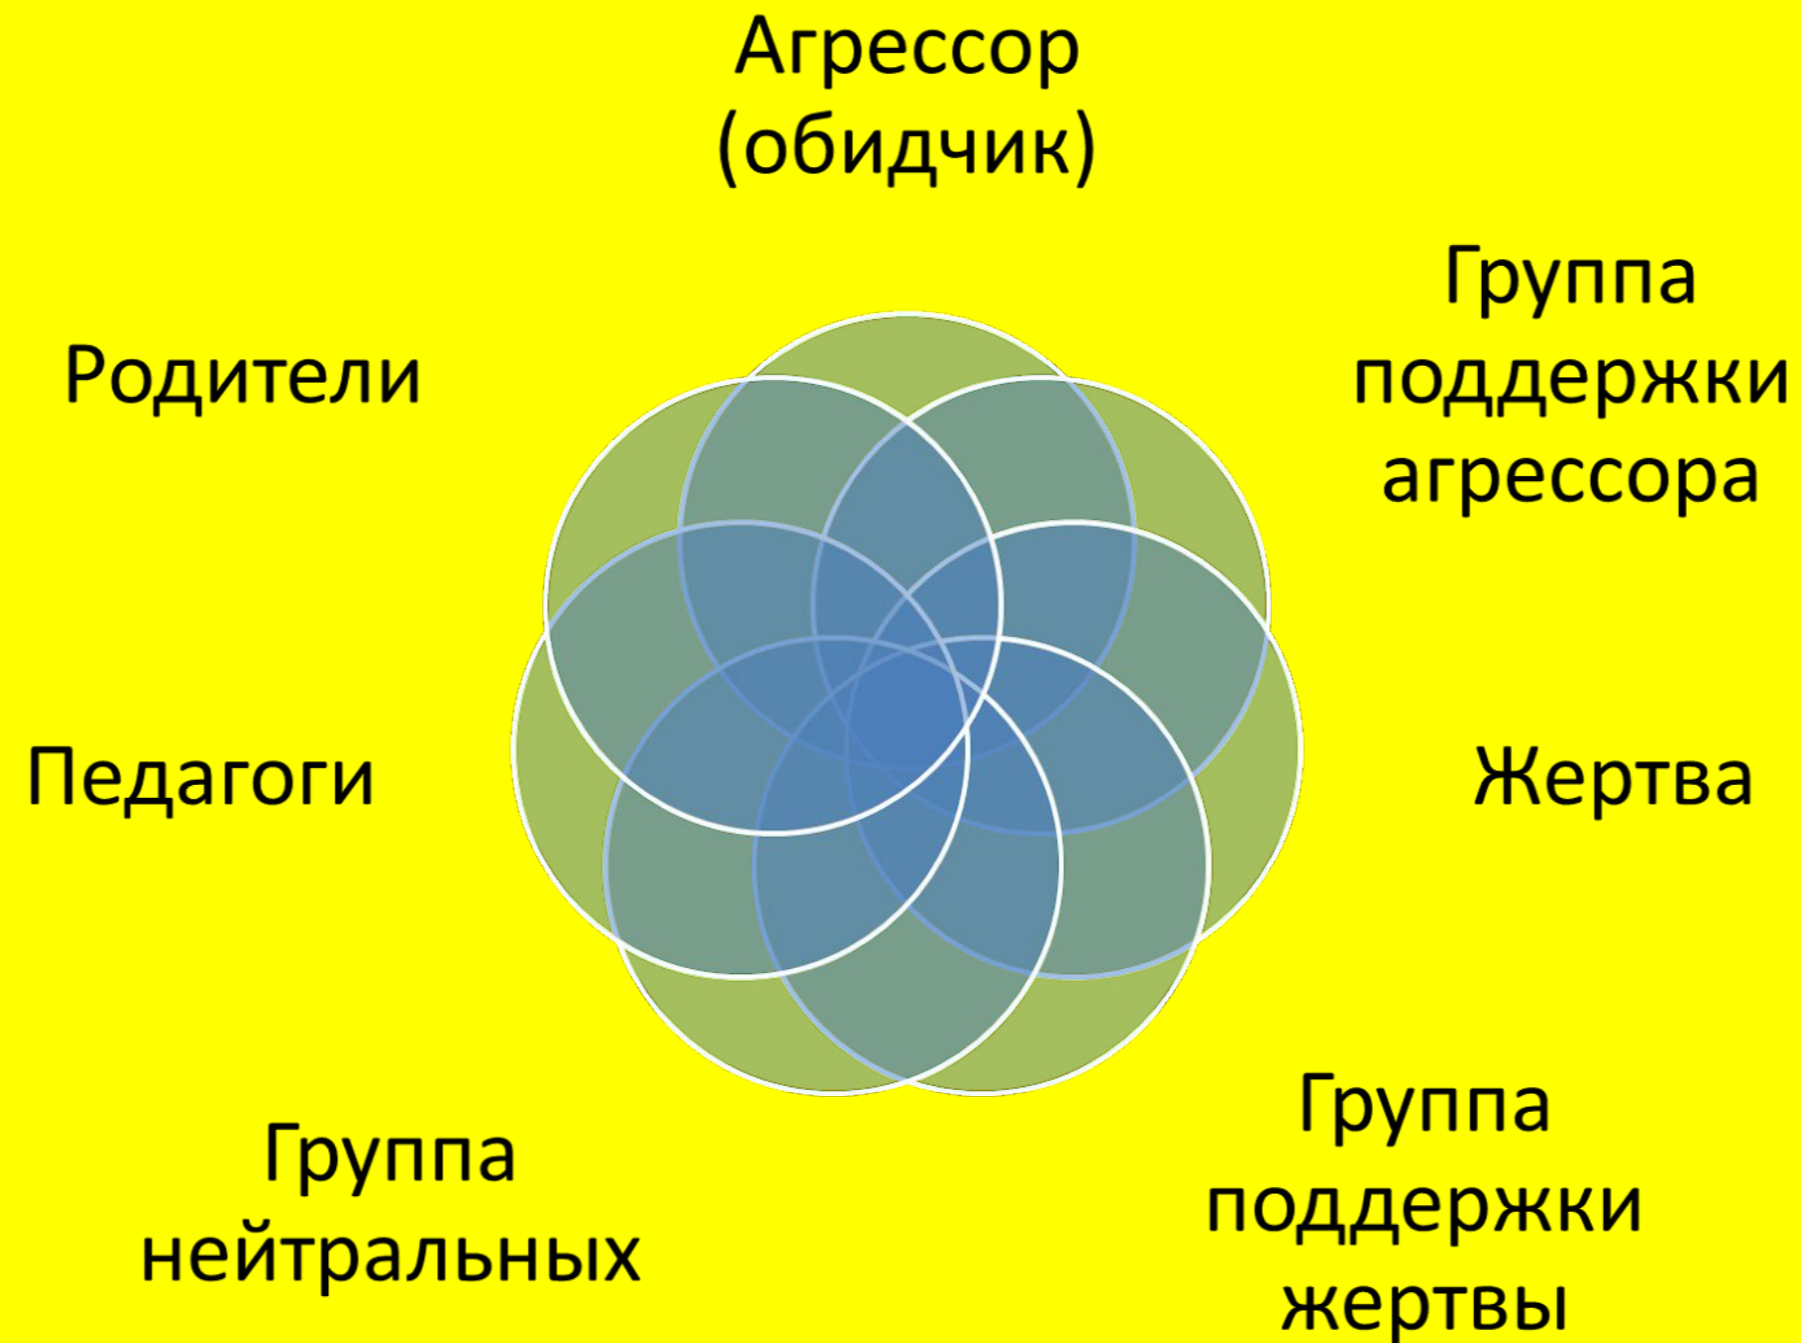 Агрессор
(обидчик)
Группа
поддержки
агрессора
Жертва
Группа
поддержки
жертвы
Группа
нейтральных
Педагоги
Родители